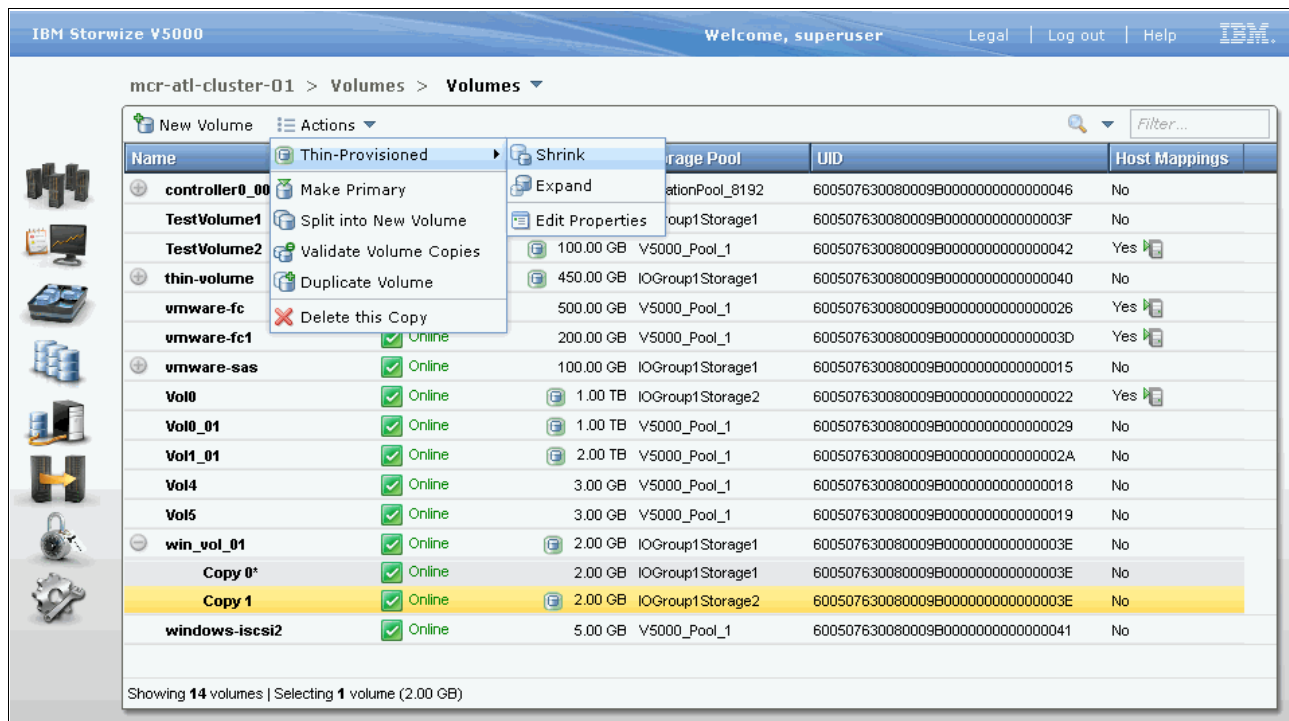 IBM Storwize V5000 Welcome, superuser Legal | Log out | Help IBM.
mcr-atl-cluster-01 > Volumes > Volumes
New Volume Actions Filter...
Name Thin-Provisioned Shrink rage Pool UID Host Mappings
controller0_00 Make Primary Expand ationPool_8192 600507630080009B0000000000000046 No
TestVolume1 Split into New Volume Edit Properties Group1Storage1 600507630080009B000000000000003F No
TestVolume2 Validate Volume Copies 100.00 GB V5000_Pool_1 600507630080009B0000000000000042 Yes
thin-volume Duplicate Volume 450.00 GB IOGroup1Storage1 600507630080009B0000000000000040 No
vmware-fc Delete this Copy 500.00 GB V5000_Pool_1 600507630080009B0000000000000026 Yes
vmware-fc1 Online 200.00 GB V5000_Pool_1 600507630080009B000000000000003D Yes
vmware-sas Online 100.00 GB IOGroup1Storage1 600507630080009B0000000000000015 No
Vol0 Online 1.00 TB IOGroup1Storage2 600507630080009B0000000000000022 Yes
Vol0_01 Online 1.00 TB V5000_Pool_1 600507630080009B0000000000000029 No
Vol1_01 Online 2.00 TB V5000_Pool_1 600507630080009B000000000000002A No
Vol4 Online 3.00 GB V5000_Pool_1 600507630080009B0000000000000018 No
Vol5 Online 3.00 GB V5000_Pool_1 600507630080009B0000000000000019 No
win_vol_01 Online 2.00 GB IOGroup1Storage1 600507630080009B000000000000003E No
Copy 0* Online 2.00 GB IOGroup1Storage1 600507630080009B000000000000003E No
Copy 1 Online 2.00 GB IOGroup1Storage2 600507630080009B000000000000003E No
windows-iscsi2 Online 5.00 GB V5000_Pool_1 600507630080009B0000000000000041 No
Showing 14 volumes | Selecting 1 volume (2.00 GB)